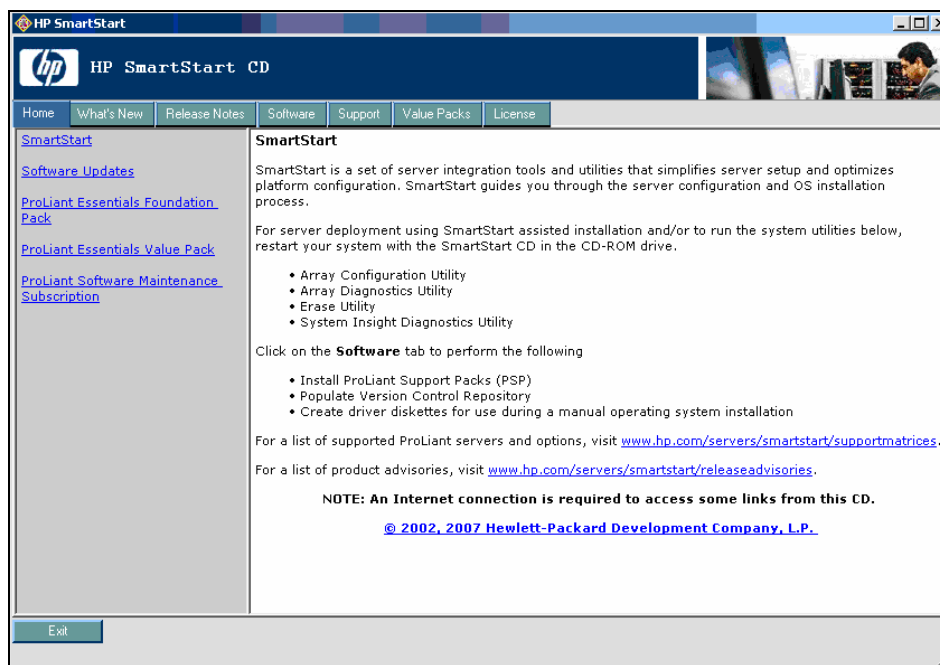 HP SmartStart
hp
HP SmartStart CD
Home
What's New
Release Notes
Software
Support
Value Packs
License
SmartStart
Software Updates
ProLiant Essentials Foundation
Pack
ProLiant Essentials Value Pack
ProLiant Software Maintenance
Subscription
SmartStart
SmartStart is a set of server integration tools and utilities that simplifies server setup and optimizes
platform configuration. SmartStart guides you through the server configuration and OS installation
process.
For server deployment using SmartStart assisted installation and/or to run the system utilities below,
restart your system with the SmartStart CD in the CD-ROM drive.
• Array Configuration Utility
• Array Diagnostics Utility
• Erase Utility
• System Insight Diagnostics Utility
Click on the Software tab to perform the following
• Install ProLiant Support Packs (PSP)
• Populate Version Control Repository
• Create driver diskettes for use during a manual operating system installation
For a list of supported ProLiant servers and options, visit www.hp.com/servers/smartstart/supportmatrices.
For a list of product advisories, visit www.hp.com/servers/smartstart/releaseadvisories.
NOTE: An Internet connection is required to access some links from this CD.
© 2002, 2007 Hewlett-Packard Development Company, L.P.
Exit